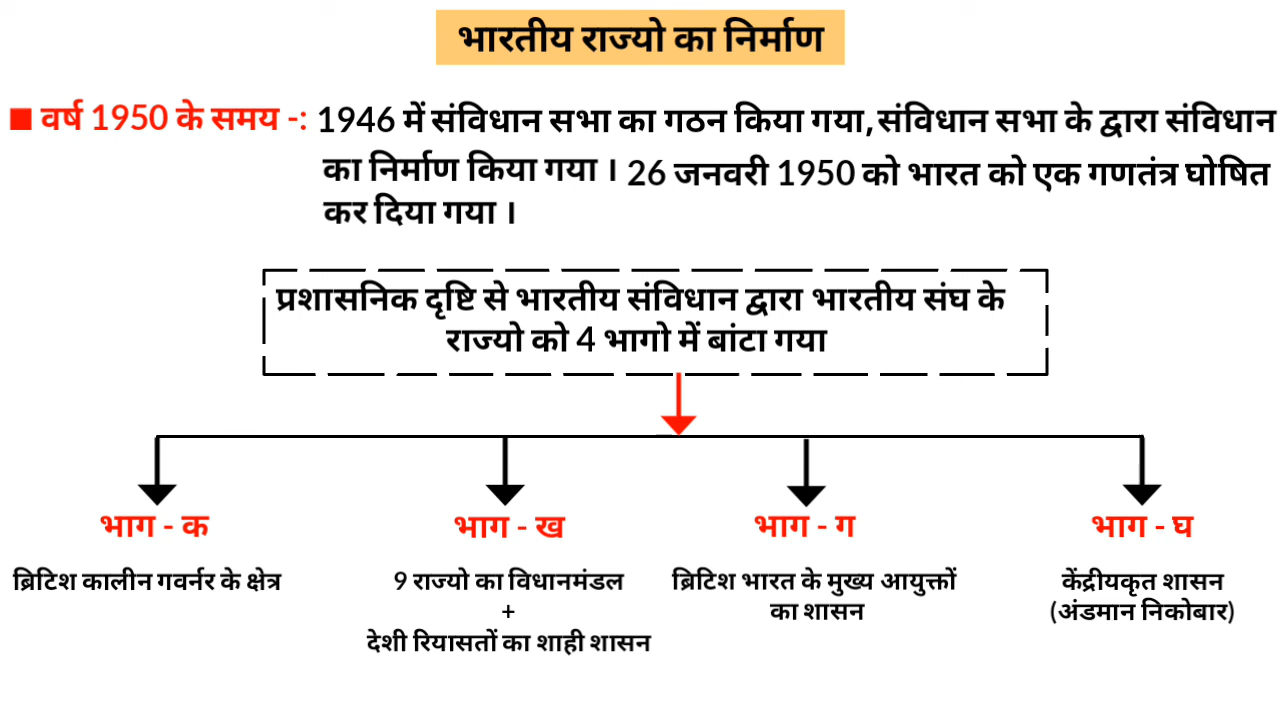 भारतीय राज्यो का निर्माण
■ वर्ष 1950 के समय -: 1946 में संविधान सभा का गठन किया गया,संविधान सभा के द्वारा संविधान
का निर्माण किया गया । 26 जनवरी 1950 को भारत को एक गणतंत्र घोषित
कर दिया गया ।
प्रशासनिक दृष्टि से भारतीय संविधान द्वारा भारतीय संघ के
राज्यो को 4 भागो में बांटा गया
भाग - क
ब्रिटिश कालीन गवर्नर के क्षेत्र
भाग - ख
9 राज्यो का विधानमंडल
+
देशी रियासतों का शाही शासन
भाग - ग
ब्रिटिश भारत के मुख्य आयुक्तों
का शासन
भाग - घ
केंद्रीयकृत शासन
(अंडमान निकोबार)